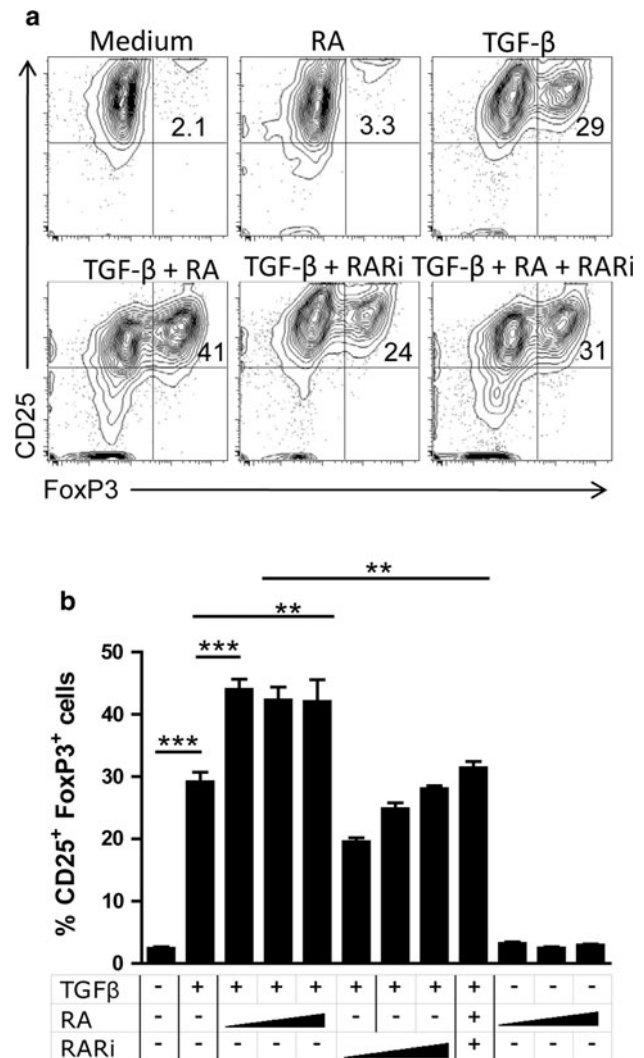 a
Medium RA TGF-β
2.1 3.3 29
TGF-β + RA TGF-β + RARi TGF-β + RA + RARi
41 24 31
CD25
FoxP3
b
**
**
***
***
% CD25⁺ FoxP3⁺ cells
50
40
30
20
10
0
TGFβ - + + + + + + + + - - -
RA - - - - - +
RARi - - - - - + - - -